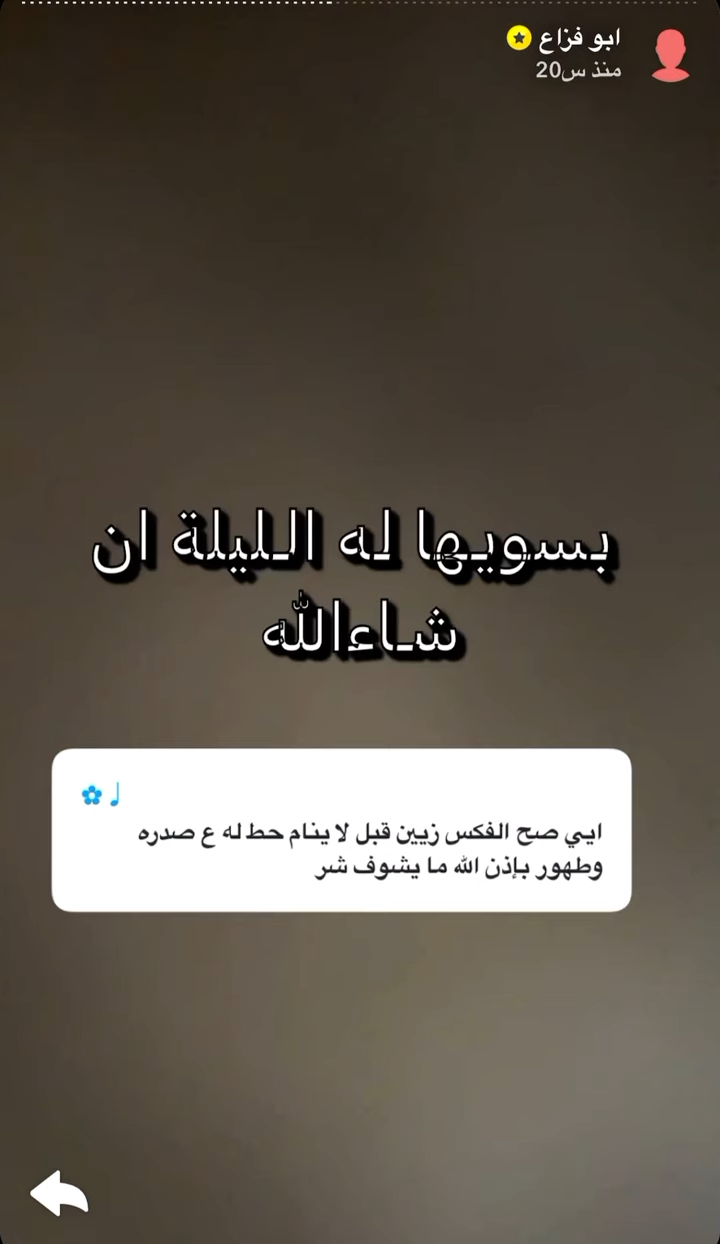 ابو فزاع
منذ س20
بسويها له الليلة ان
شاءالله
ايي صح الفكس زيين قبل لا ينام حط له ع صدره
وطهور بإذن الله ما يشوف شر